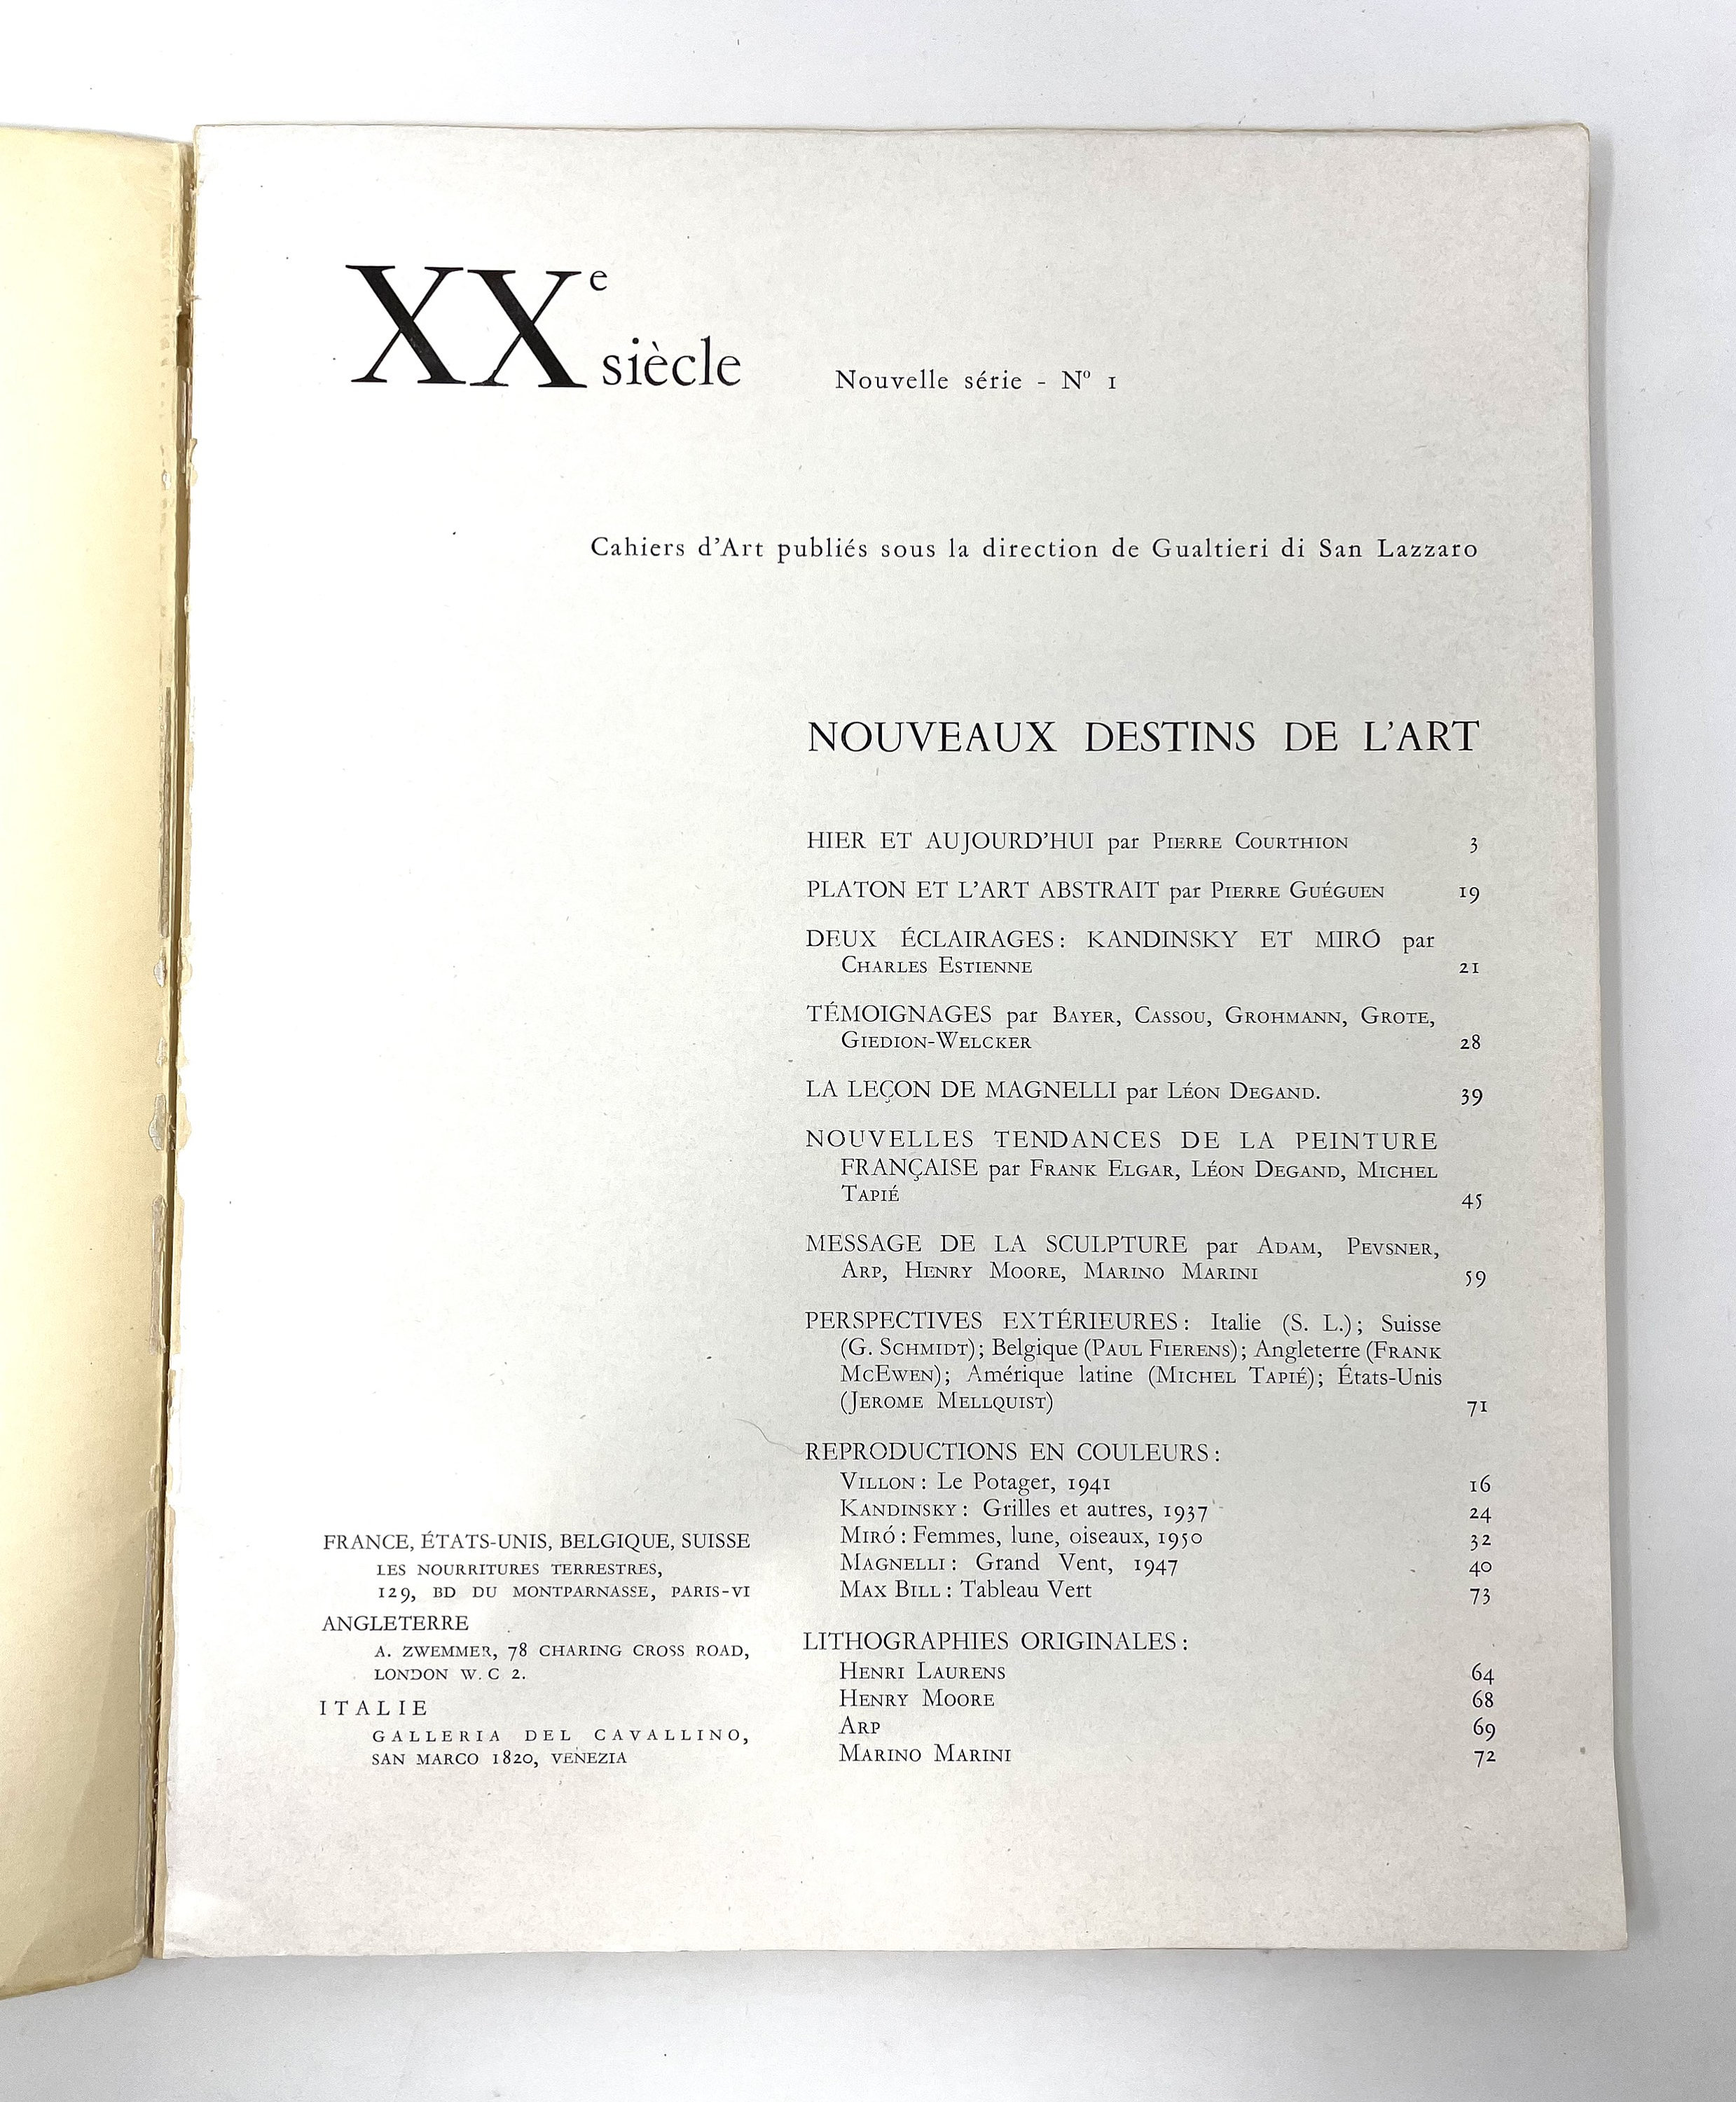 XXe siècle Nouvelle série - Nº 1
Cahiers d'Art publiés sous la direction de Gualtieri di San Lazzaro
NOUVEAUX DESTINS DE L'ART
HIER ET AUJOURD'HUI par Pierre Courthion 3
PLATON ET L'ART ABSTRAIT par Pierre Guéguen 19
DEUX ÉCLAIRAGES: KANDINSKY ET MIRÓ par
Charles Estienne 21
TÉMOIGNAGES par Bayer, Cassou, Grohmann, Grote,
Giedion-Welcker 28
LA LEÇON DE MAGNELLI par Léon Degand. 39
NOUVELLES TENDANCES DE LA PEINTURE
FRANÇAISE par Frank Elgar, Léon Degand, Michel
Tapié 45
MESSAGE DE LA SCULPTURE par Adam, Pevsner,
Arp, Henry Moore, Marino Marini 59
PERSPECTIVES EXTÉRIEURES: Italie (S. L.); Suisse
(G. Schmidt); Belgique (Paul Fierens); Angleterre (Frank
McEwen); Amérique latine (Michel Tapié); États-Unis
(Jerome Mellquist) 71
REPRODUCTIONS EN COULEURS:
Villon: Le Potager, 1941 16
Kandinsky: Grilles et autres, 1937 24
Miró: Femmes, lune, oiseaux, 1950 32
Magnelli: Grand Vent, 1947 40
Max Bill: Tableau Vert 73
LITHOGRAPHIES ORIGINALES:
Henri Laurens 64
Henry Moore 68
Arp 69
Marino Marini 72
FRANCE, ÉTATS-UNIS, BELGIQUE, SUISSE
LES NOURRITURES TERRESTRES,
129, BD DU MONTPARNASSE, PARIS-VI
ANGLETERRE
A. ZWEMMER, 78 CHARING CROSS ROAD,
LONDON W.C 2.
ITALIE
GALLERIA DEL CAVALLINO,
SAN MARCO 1820, VENEZIA